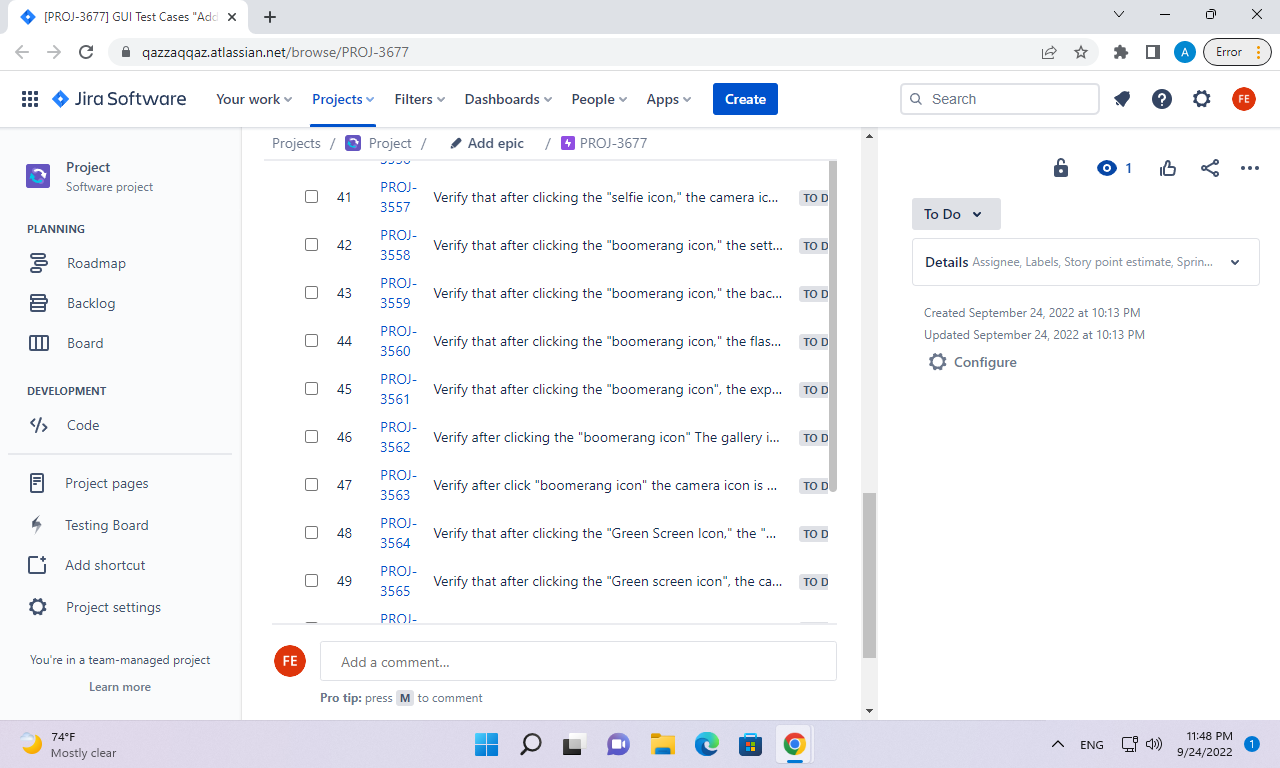 [PROJ-3677] GUI Test Cases "Add
qazzaqqaz.atlassian.net/browse/PROJ-3677
A
Error
Jira Software
Your work
Projects
Filters
Dashboards
People
Apps
Create
Search
FE
Project
Software project
PLANNING
Roadmap
Backlog
Board
DEVELOPMENT
Code
Project pages
Testing Board
Add shortcut
Project settings
You're in a team-managed project
Learn more
Projects / Project / Add epic / PROJ-3677
41 PROJ-3557 Verify that after clicking the "selfie icon," the camera ic... TO D
42 PROJ-3558 Verify that after clicking the "boomerang icon," the sett... TO D
43 PROJ-3559 Verify that after clicking the "boomerang icon," the bac... TO D
44 PROJ-3560 Verify that after clicking the "boomerang icon," the flas... TO D
45 PROJ-3561 Verify that after clicking the "boomerang icon", the exp... TO D
46 PROJ-3562 Verify after clicking the "boomerang icon" The gallery i... TO D
47 PROJ-3563 Verify after click "boomerang icon" the camera icon is ... TO D
48 PROJ-3564 Verify that after clicking the "Green Screen Icon," the "... TO D
49 PROJ-3565 Verify that after clicking the "Green screen icon", the ca... TO D
PROJ-
FE
Add a comment...
Pro tip: press M to comment
1
To Do
Details Assignee, Labels, Story point estimate, Sprin...
Created September 24, 2022 at 10:13 PM
Updated September 24, 2022 at 10:13 PM
Configure
74°F
Mostly clear
ENG
11:48 PM
9/24/2022
1